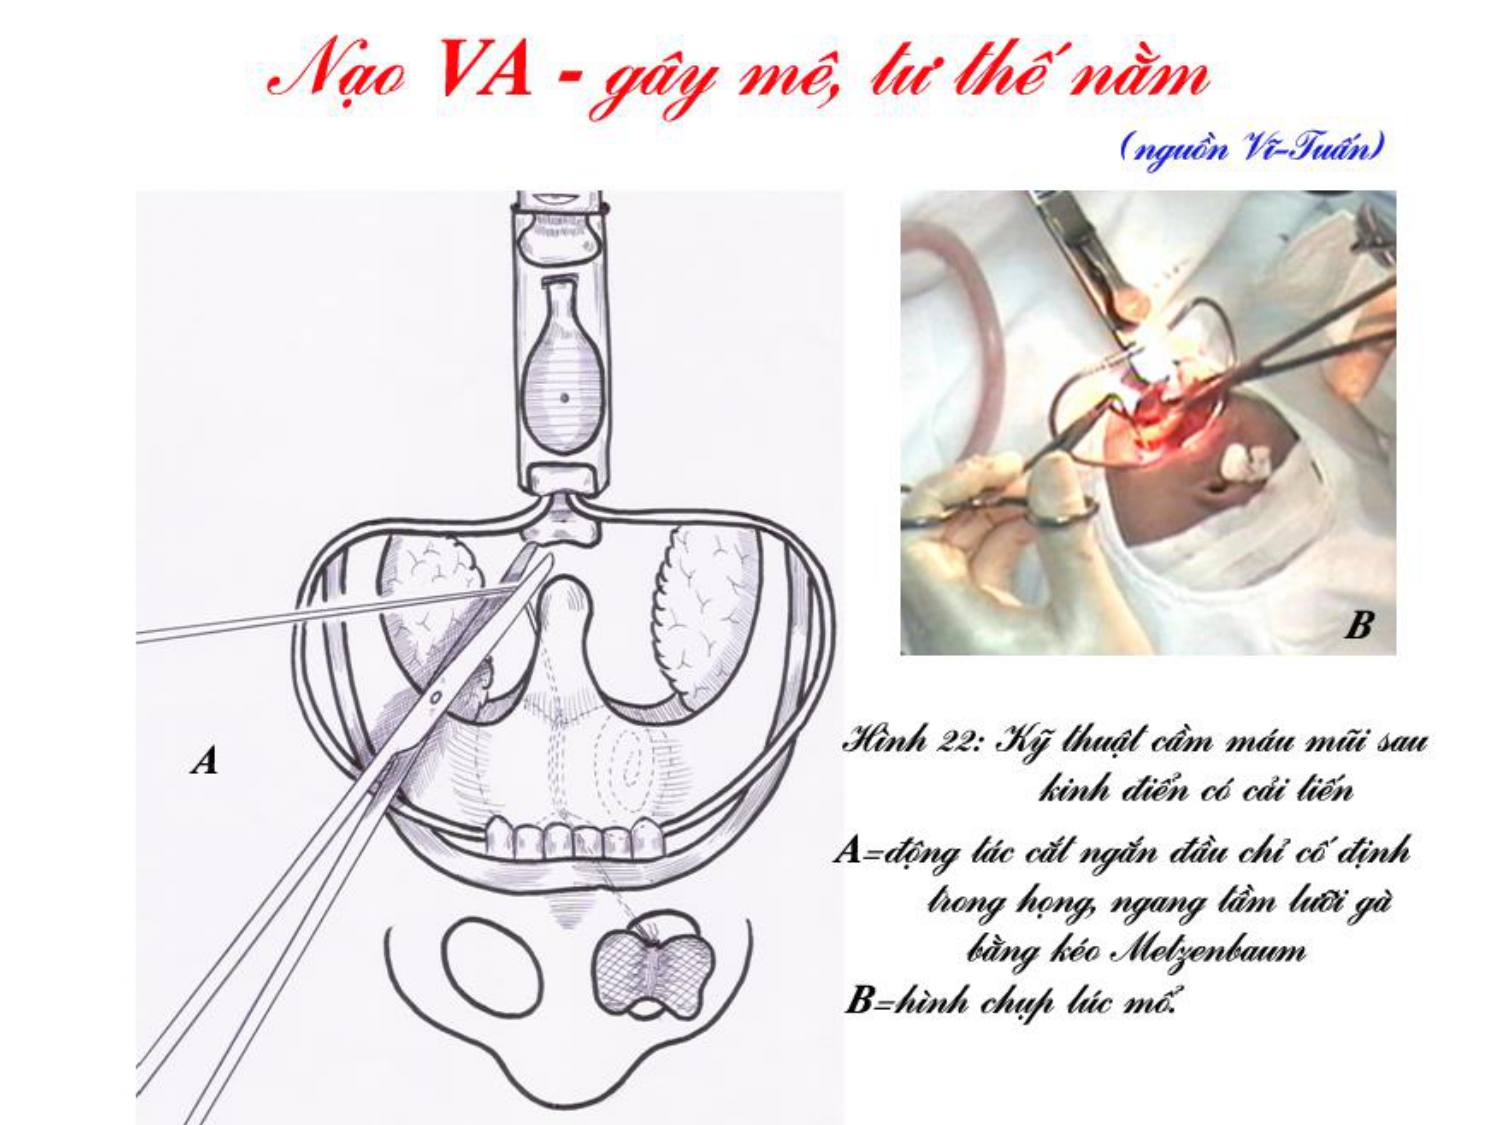 Nạo VA - gây mê, tư thế nằm
(nguồn Vĩ-Tuấn)
A
B
Hình 22: Kỹ thuật cầm máu mũi sau
kinh điển có cải tiến
A=động tác cắt ngắn đầu chỉ cố định
trong họng, ngang tầm lưỡi gà
bằng kéo Metzenbaum
B=hình chụp lúc mổ.